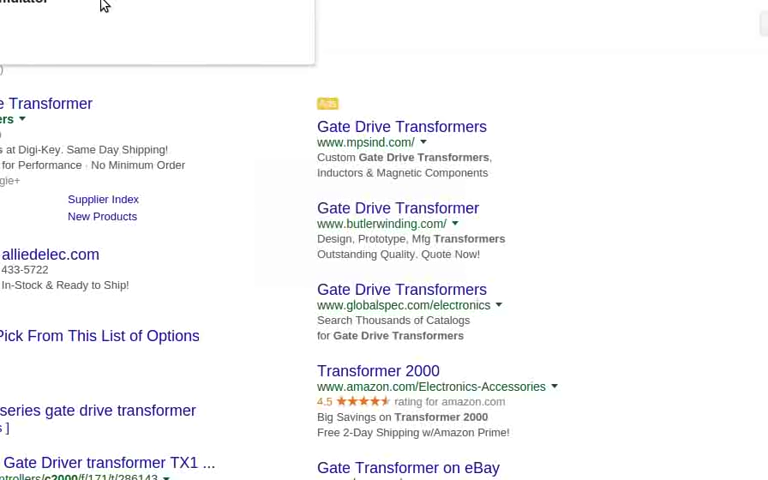 )
e Transformer
ers
s at Digi-Key. Same Day Shipping!
for Performance · No Minimum Order
gle+
Supplier Index
New Products
alliedelec.com
433-5722
In-Stock & Ready to Ship!
Pick From This List of Options
series gate drive transformer
s ]
Gate Driver transformer TX1 ...
ntrollers/c2000/f/171/t/286143
Ads
Gate Drive Transformers
www.mpsind.com/
Custom Gate Drive Transformers,
Inductors & Magnetic Components
Gate Drive Transformer
www.butlerwinding.com/
Design, Prototype, Mfg Transformers
Outstanding Quality. Quote Now!
Gate Drive Transformers
www.globalspec.com/electronics
Search Thousands of Catalogs
for Gate Drive Transformers
Transformer 2000
www.amazon.com/Electronics-Accessories
4.5 ★★★★★ rating for amazon.com
Big Savings on Transformer 2000
Free 2-Day Shipping w/Amazon Prime!
Gate Transformer on eBay